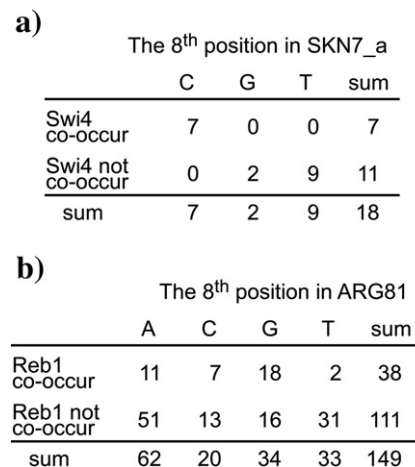 a)
The 8th position in SKN7_a
C G T sum
Swi4
co-occur 7 0 0 7
Swi4 not
co-occur 0 2 9 11
sum 7 2 9 18
b)
The 8th position in ARG81
A C G T sum
Reb1
co-occur 11 7 18 2 38
Reb1 not
co-occur 51 13 16 31 111
sum 62 20 34 33 149